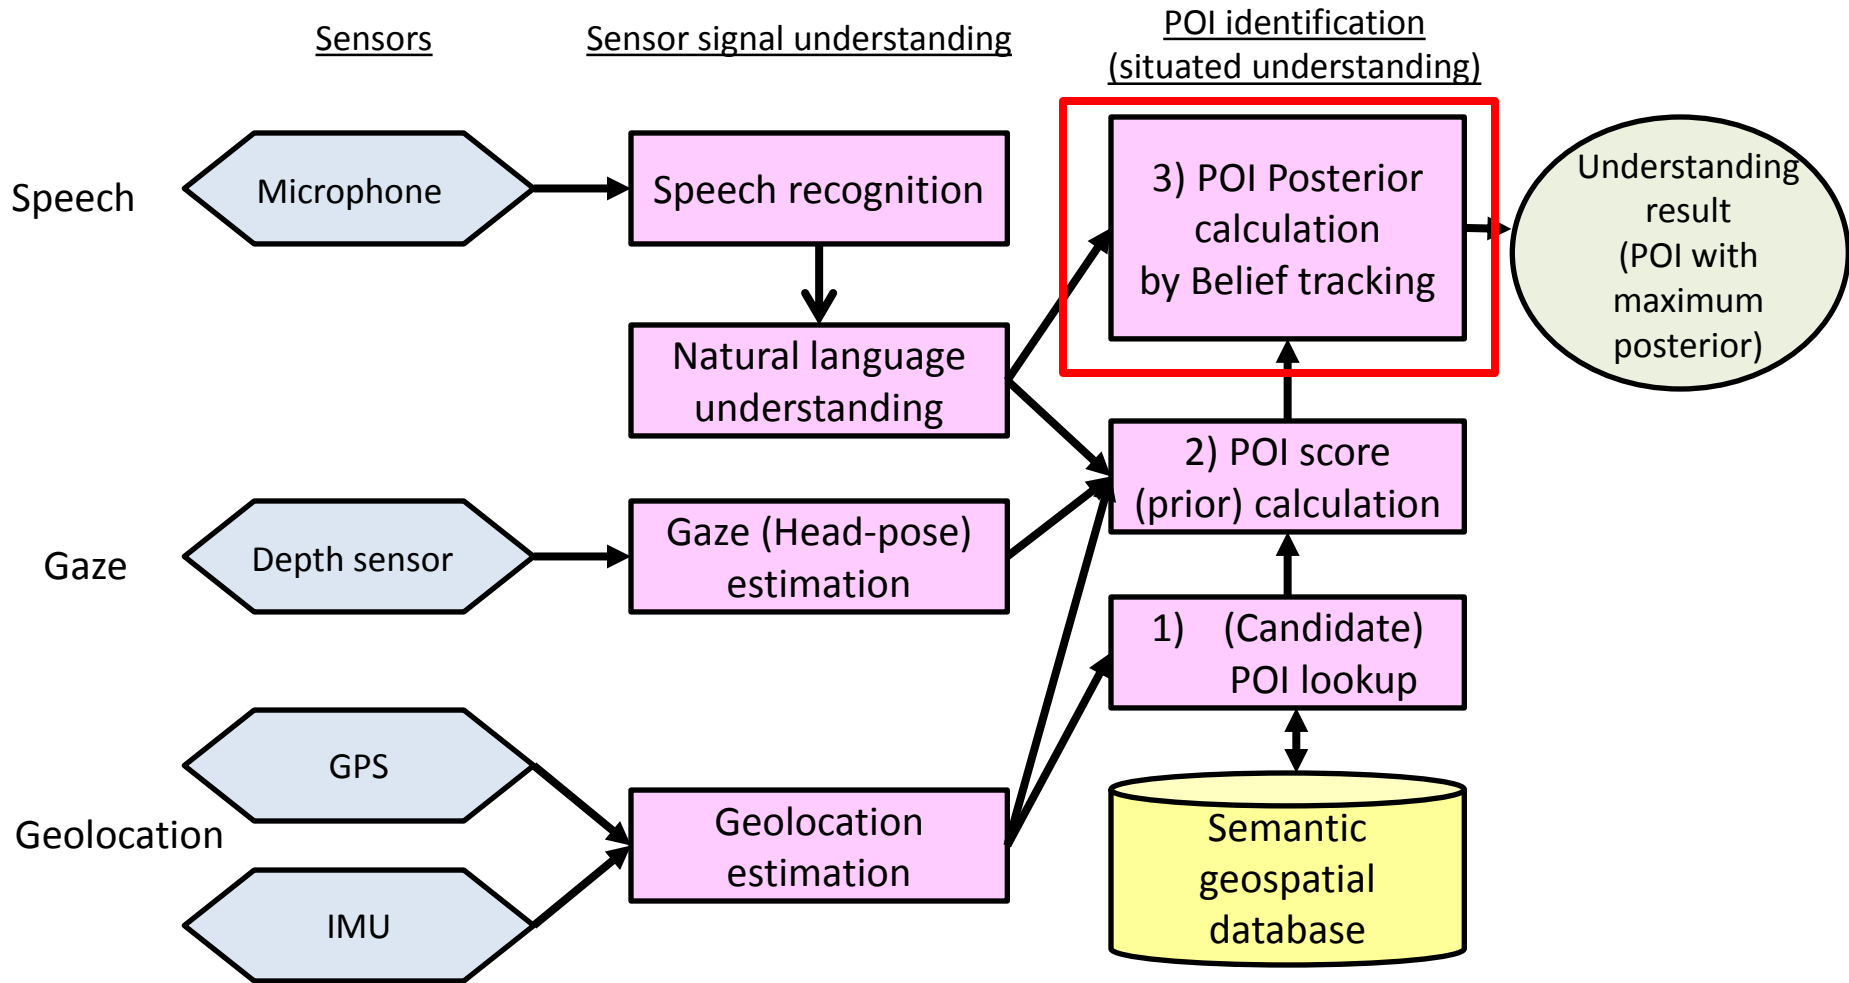 Sensors
Sensor signal understanding
POI identification
(situated understanding)
Speech
Microphone
Speech recognition
3) POI Posterior
calculation
by Belief tracking
Understanding
result
(POI with
maximum
posterior)
Natural language
understanding
2) POI score
(prior) calculation
Gaze
Depth sensor
Gaze (Head-pose)
estimation
1) (Candidate)
POI lookup
Geolocation
GPS
IMU
Geolocation
estimation
Semantic
geospatial
database